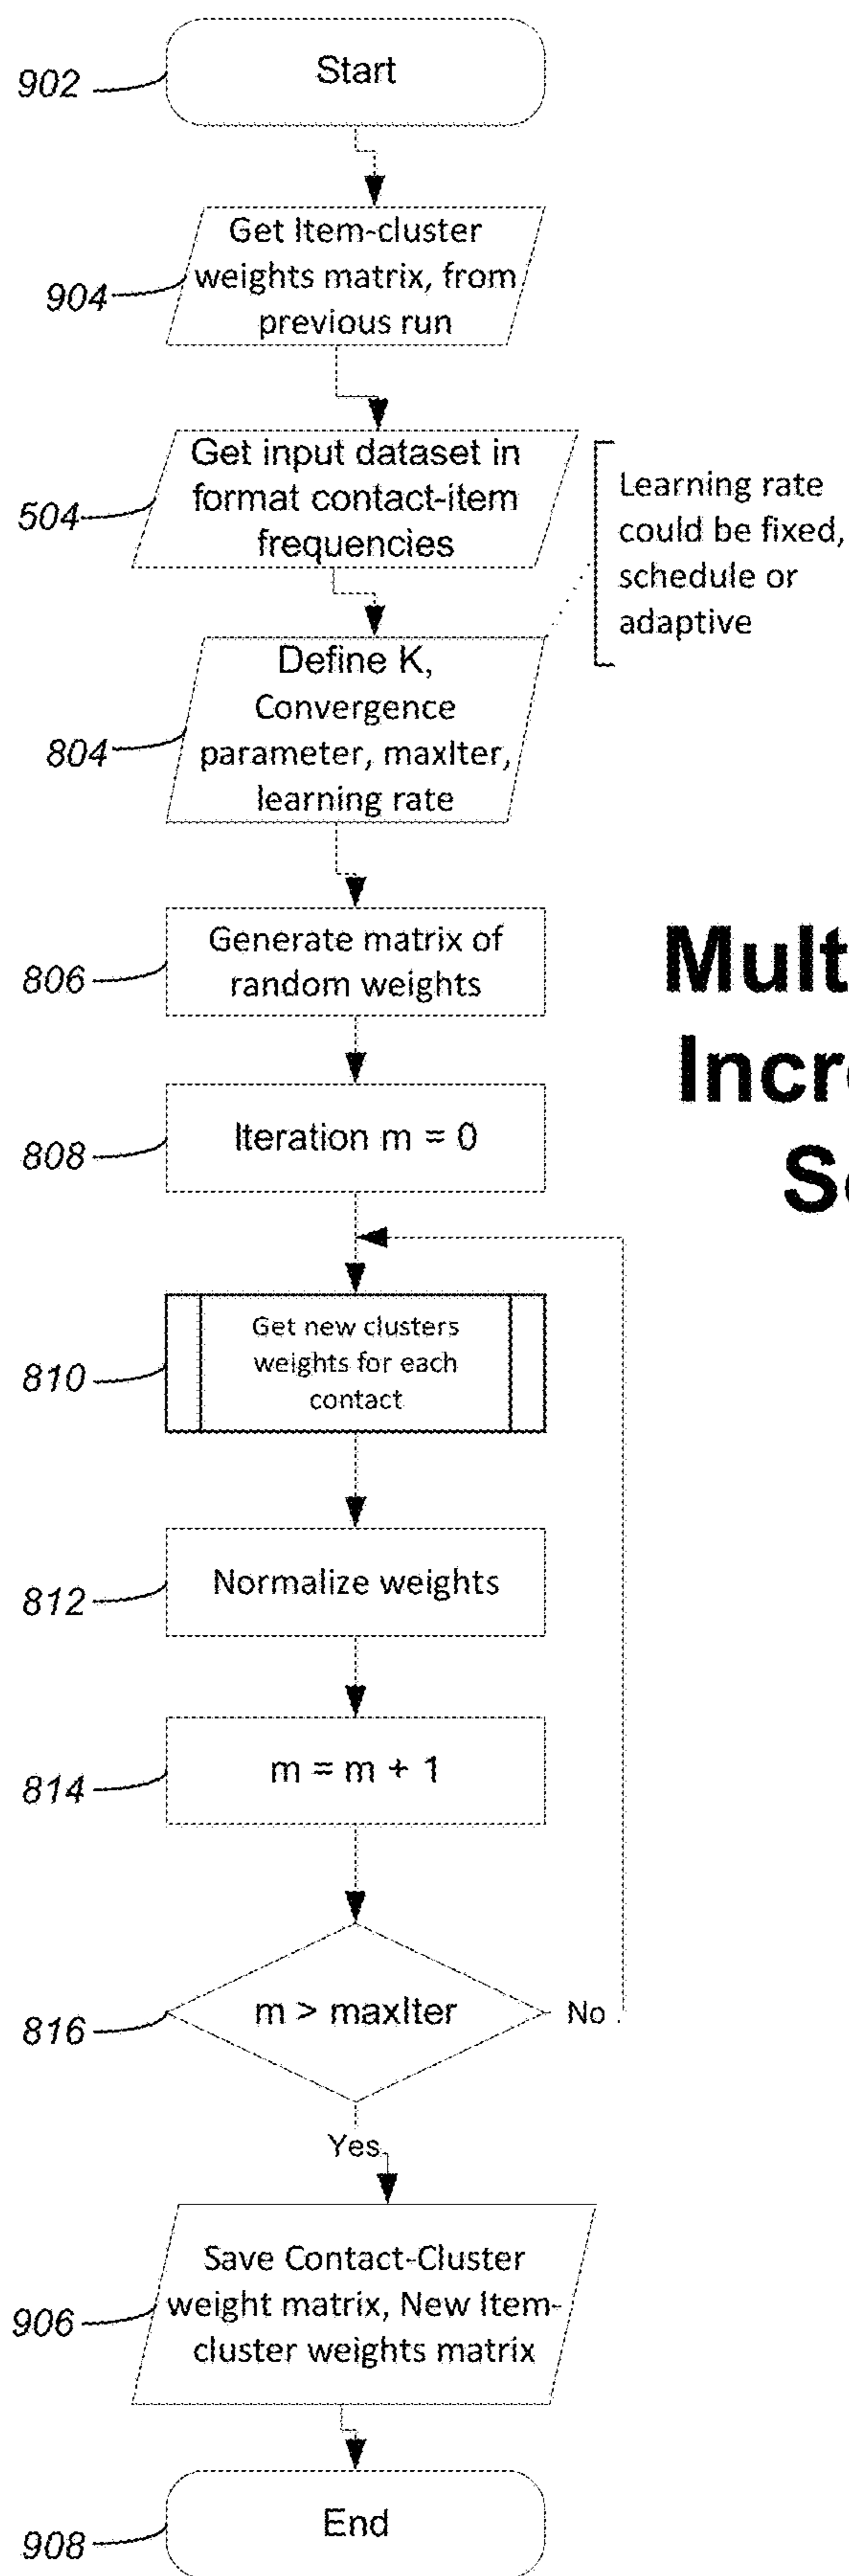 902
Start
904
Get Item-cluster
weights matrix, from
previous run
504
Get input dataset in
format contact-item
frequencies
Learning rate
could be fixed,
schedule or
adaptive
804
Define K,
Convergence
parameter, maxIter,
learning rate
806
Generate matrix of
random weights
Mult
Incr
S
808
Iteration m = 0
810
Get new clusters
weights for each
contact
812
Normalize weights
814
m = m + 1
816
m > maxIter
No
Yes
906
Save Contact-Cluster
weight matrix, New Item-
cluster weights matrix
908
End